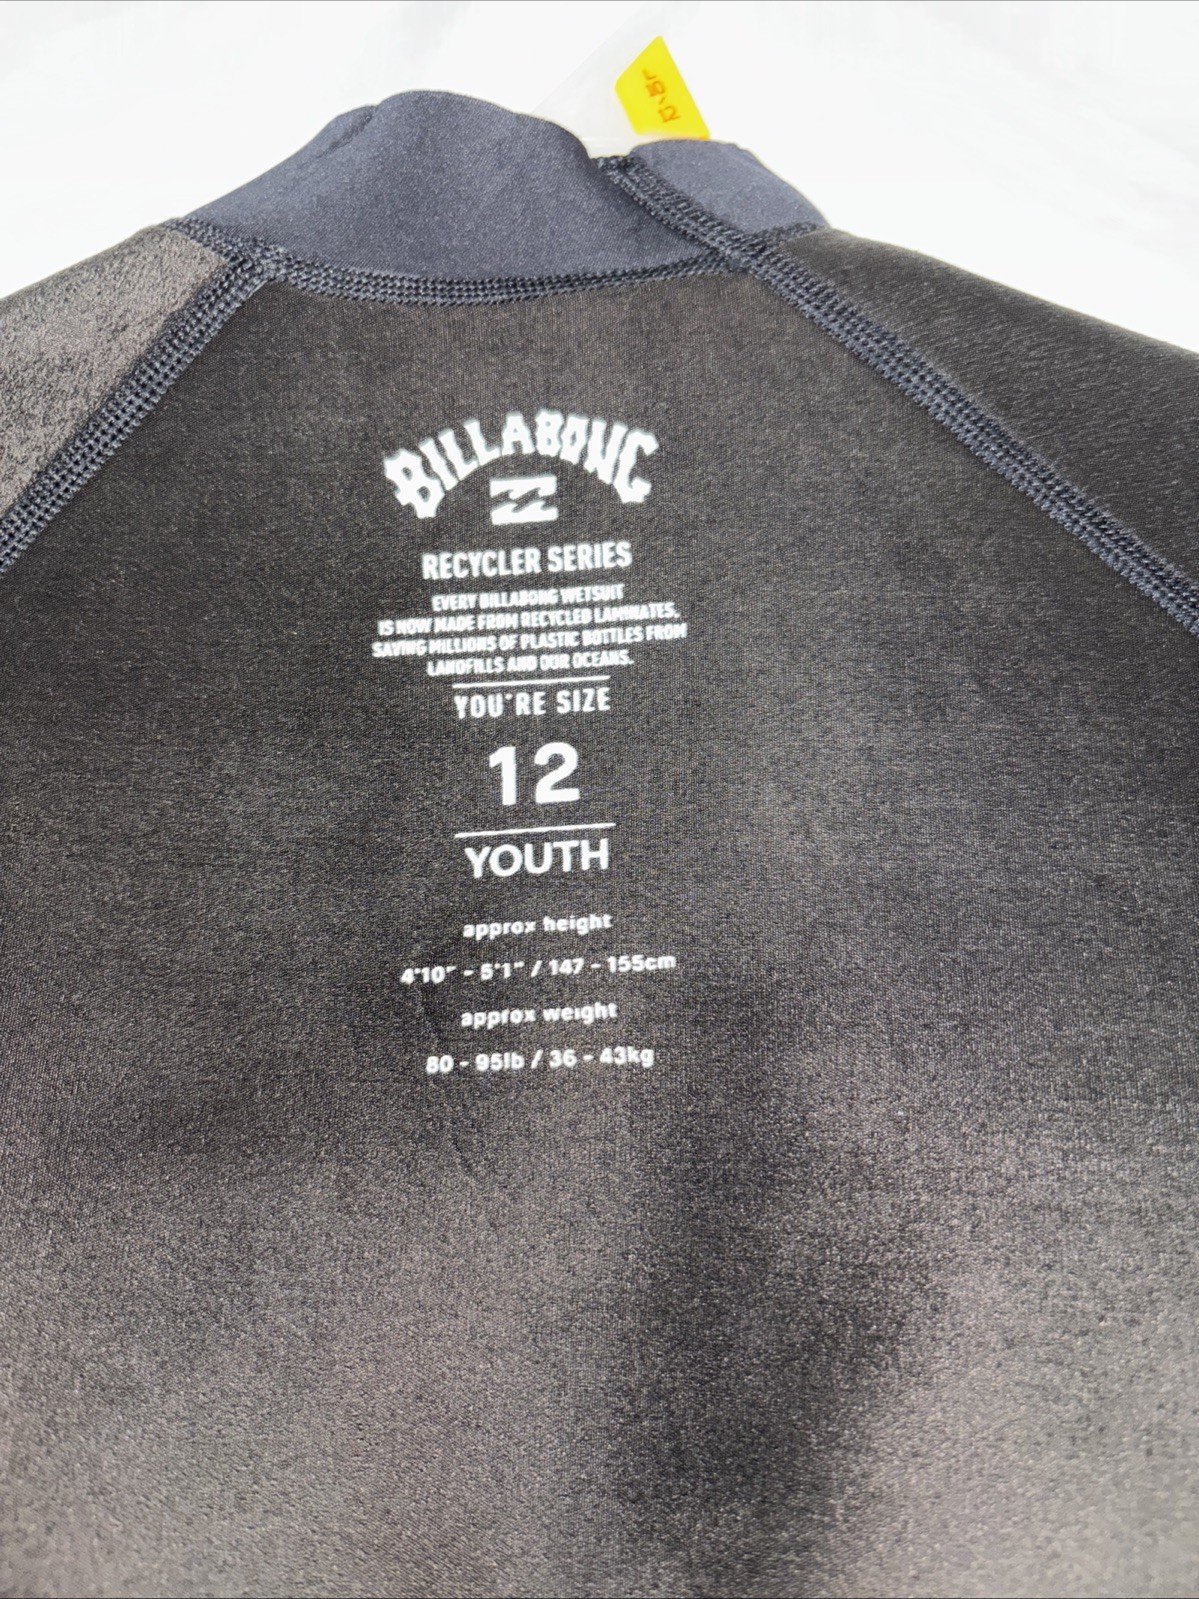 12-18L
BILLABONG
RECYCLER SERIES
EVERY BILLABONG WETSUIT
IS NOW MADE FROM RECYCLED LAMINATES,
SAVING MILLIONS OF PLASTIC BOTTLES FROM
LANDFILLS AND OUR OCEANS.
YOU'RE SIZE
12
YOUTH
approx height
4'10" - 5'1" / 147 - 155cm
approx weight
80 - 95lb / 36 - 43kg